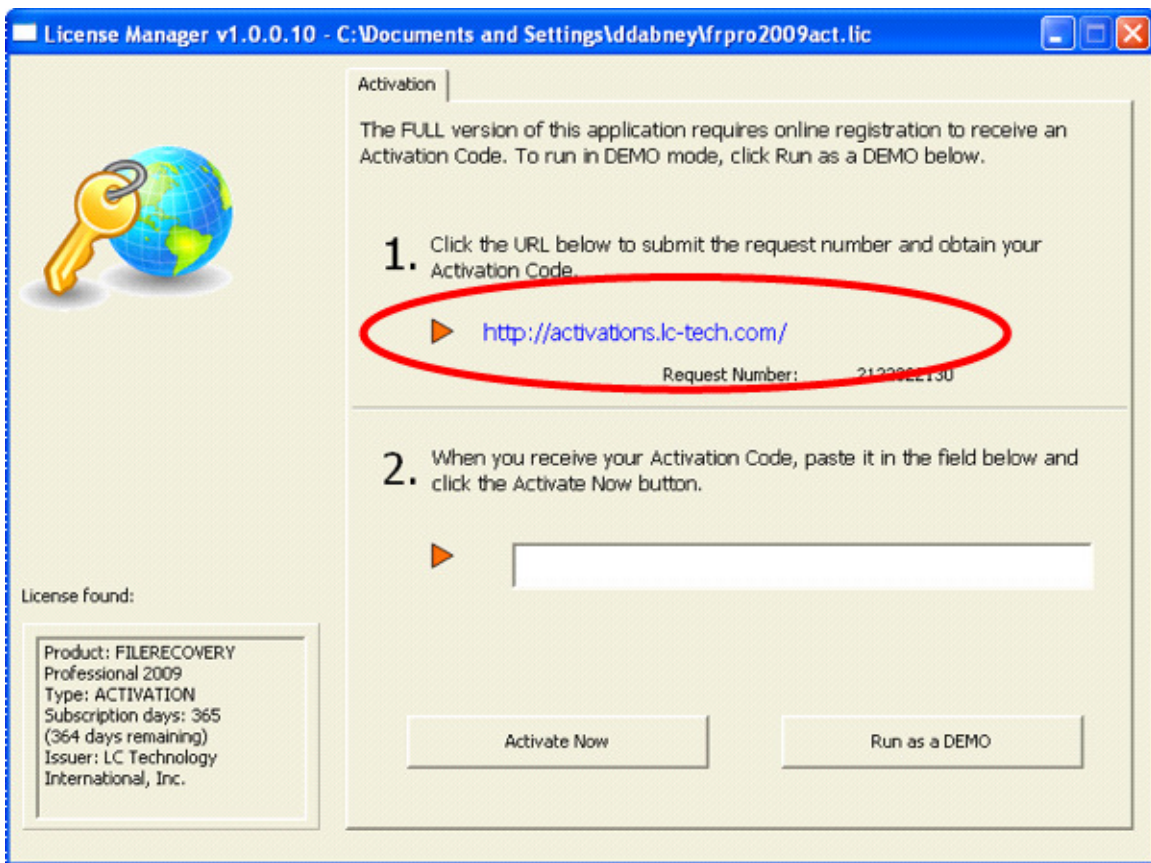 License Manager v1.0.0.10 - C:\Documents and Settings\ddabney\frpro2009act.lic
Activation
The FULL version of this application requires online registration to receive an
Activation Code. To run in DEMO mode, click Run as a DEMO below.
1. Click the URL below to submit the request number and obtain your
Activation Code.
http://activations.lc-tech.com/
Request Number:
2. When you receive your Activation Code, paste it in the field below and
click the Activate Now button.
License found:
Product: FILERECOVERY
Professional 2009
Type: ACTIVATION
Subscription days: 365
(364 days remaining)
Issuer: LC Technology
International, Inc.
Activate Now
Run as a DEMO